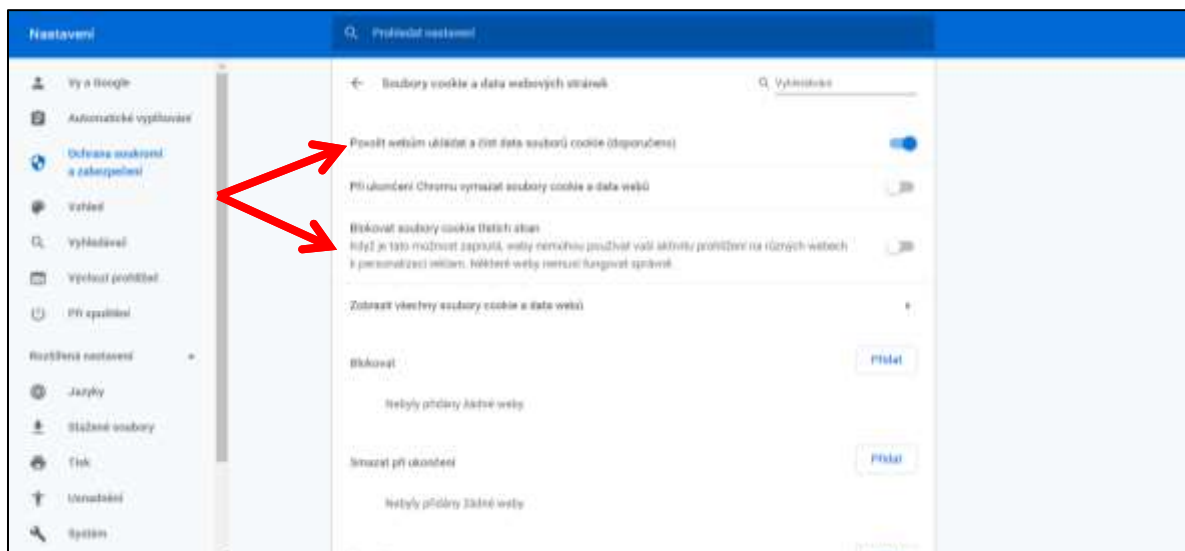 Nastavení
Prohledat nastavení
Vy a Google
Automatické vyplňování
Ochrana soukromí
a zabezpečení
Vzhled
Vyhledávač
Výchozí prohlížeč
Při spuštění
Rozšířená nastavení
Jazyky
Stažené soubory
Tisk
Usnadnění
Systém
Soubory cookie a data webových stránek
Vyhledávání
Povolit webům ukládat a číst data souborů cookie (doporučeno)
Při ukončení Chromu vymazat soubory cookie a data webů
Blokovat soubory cookie třetích stran
Když je tato možnost zapnutá, weby nemohou používat vaši aktivitu prohlížení na různých webech
k personalizaci reklam. Některé weby nemusí fungovat správně.
Zobrazit všechny soubory cookie a data webů
Blokovat
Přidat
Nebyly přidány žádné weby
Smazat při ukončení
Přidat
Nebyly přidány žádné weby